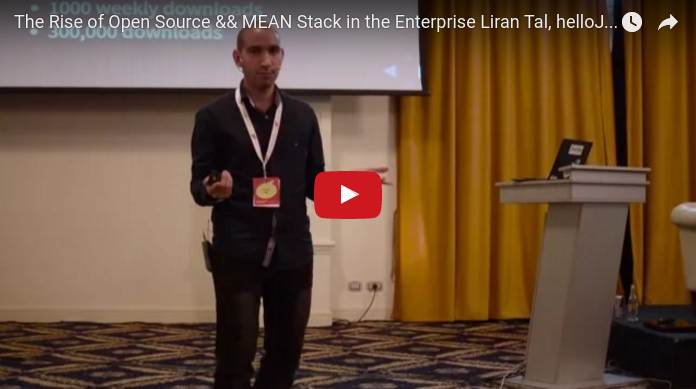 The Rise of Open Source && MEAN Stack in the Enterprise Liran Tal, helloJ...
1000 weekly downloads
300,000 downloads